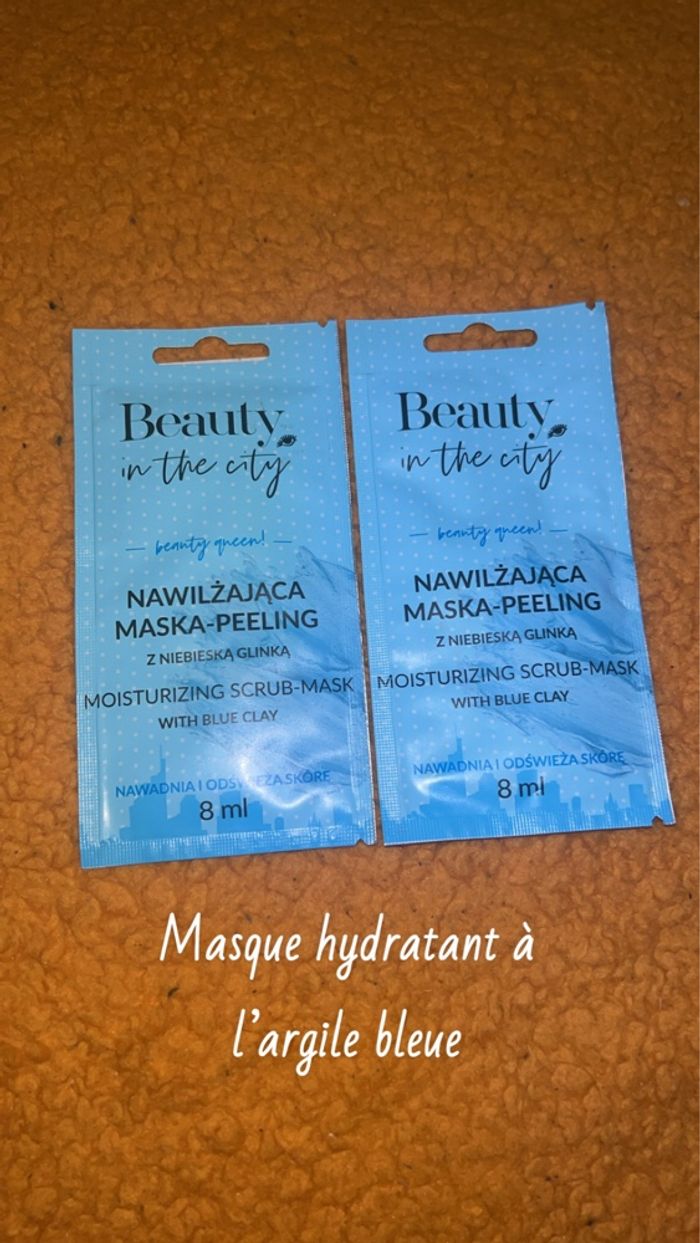 Beauty
in the city
beauty queen!
NAWILŻAJĄCA
MASKA-PEELING
Z NIEBIESKĄ GLINKĄ
MOISTURIZING SCRUB-MASK
WITH BLUE CLAY
NAWADNIA I ODŚWIEŻA SKÓRĘ
8 ml
Beauty
in the city
beauty queen!
NAWILŻAJĄCA
MASKA-PEELING
Z NIEBIESKĄ GLINKĄ
MOISTURIZING SCRUB-MASK
WITH BLUE CLAY
NAWADNIA I ODŚWIEŻA SKÓRĘ
8 ml
Masque hydratant à
l’argile bleue